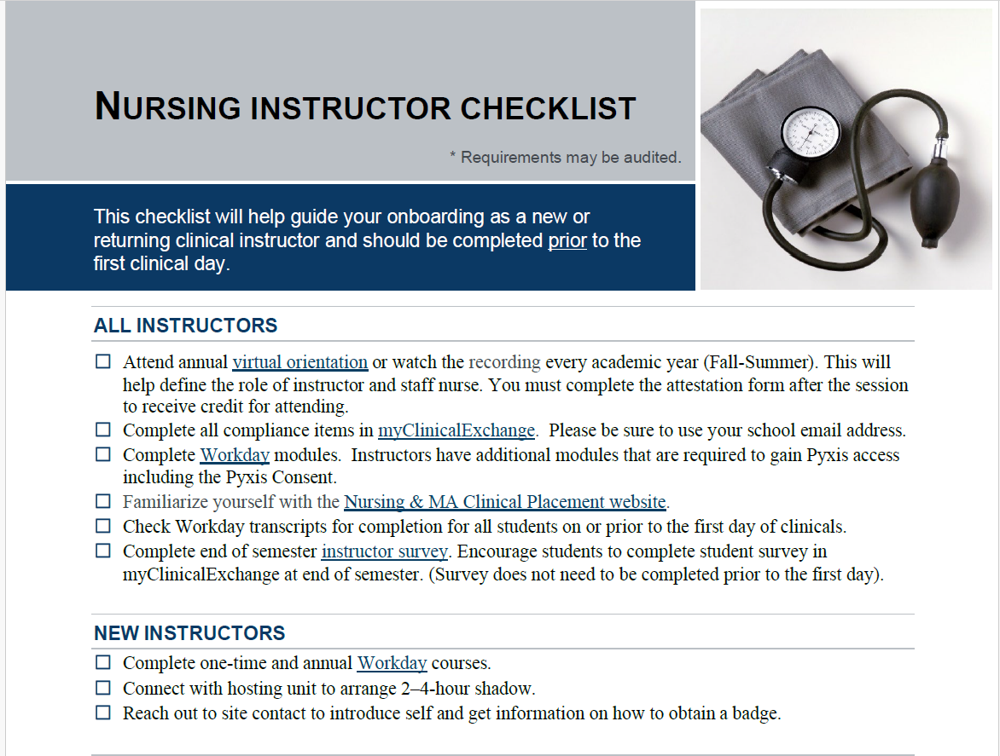 NURSING INSTRUCTOR CHECKLIST
* Requirements may be audited.
This checklist will help guide your onboarding as a new or
returning clinical instructor and should be completed prior to the
first clinical day.
ALL INSTRUCTORS
☐ Attend annual virtual orientation or watch the recording every academic year (Fall-Summer). This will
help define the role of instructor and staff nurse. You must complete the attestation form after the session
to receive credit for attending.
☐ Complete all compliance items in myClinicalExchange.  Please be sure to use your school email address.
☐ Complete Workday modules.  Instructors have additional modules that are required to gain Pyxis access
including the Pyxis Consent.
☐ Familiarize yourself with the Nursing & MA Clinical Placement website.
☐ Check Workday transcripts for completion for all students on or prior to the first day of clinicals.
☐ Complete end of semester instructor survey. Encourage students to complete student survey in
myClinicalExchange at end of semester. (Survey does not need to be completed prior to the first day).
NEW INSTRUCTORS
☐ Complete one-time and annual Workday courses.
☐ Connect with hosting unit to arrange 2–4-hour shadow.
☐ Reach out to site contact to introduce self and get information on how to obtain a badge.